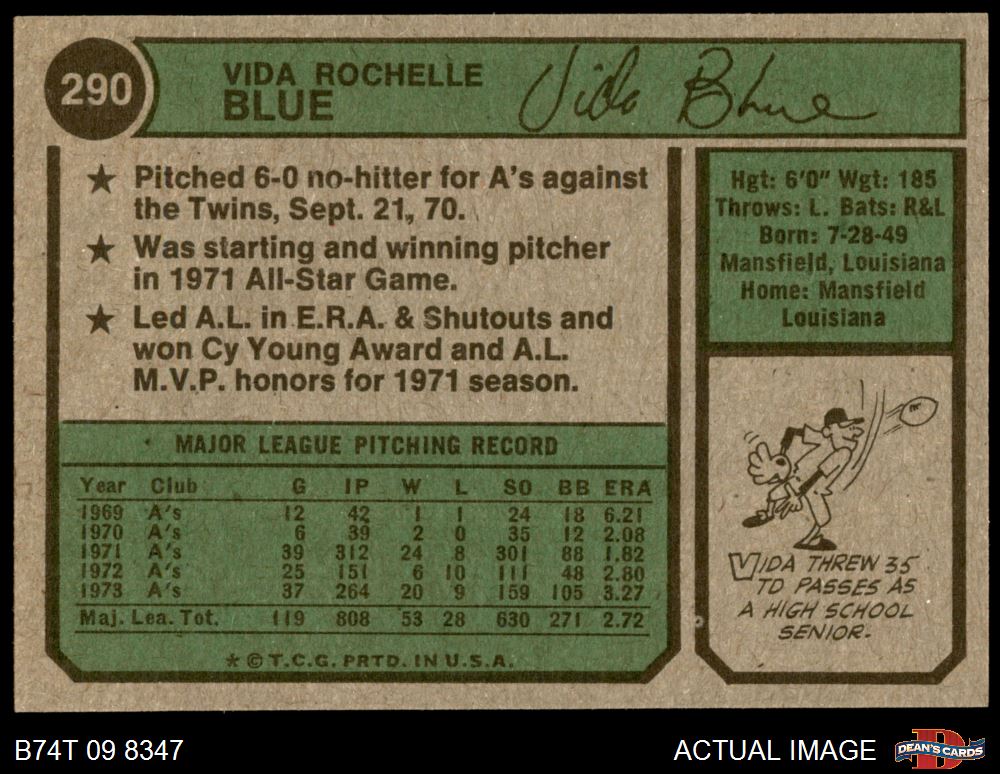 290
VIDA ROCHELLE
BLUE
Vida Blue
★ Pitched 6-0 no-hitter for A's against
the Twins, Sept. 21, 70.
★ Was starting and winning pitcher
in 1971 All-Star Game.
★ Led A.L. in E.R.A. & Shutouts and
won Cy Young Award and A.L.
M.V.P. honors for 1971 season.
MAJOR LEAGUE PITCHING RECORD
Year Club G IP W L SO BB ERA
1969 A's 12 42 1 1 24 18 6.21
1970 A's 6 39 2 0 35 12 2.08
1971 A's 39 312 24 8 301 88 1.82
1972 A's 25 151 6 10 111 48 2.80
1973 A's 37 264 20 9 159 105 3.27
Maj. Lea. Tot. 119 808 53 28 630 271 2.72
* © T.C.G. PRTD. IN U.S.A.
Hgt: 6'0" Wgt: 185
Throws: L. Bats: R&L
Born: 7-28-49
Mansfield, Louisiana
Home: Mansfield
Louisiana
VIDA THREW 35
TD PASSES AS
A HIGH SCHOOL
SENIOR.
B74T 09 8347
ACTUAL IMAGE
D
DEAN'S CARDS